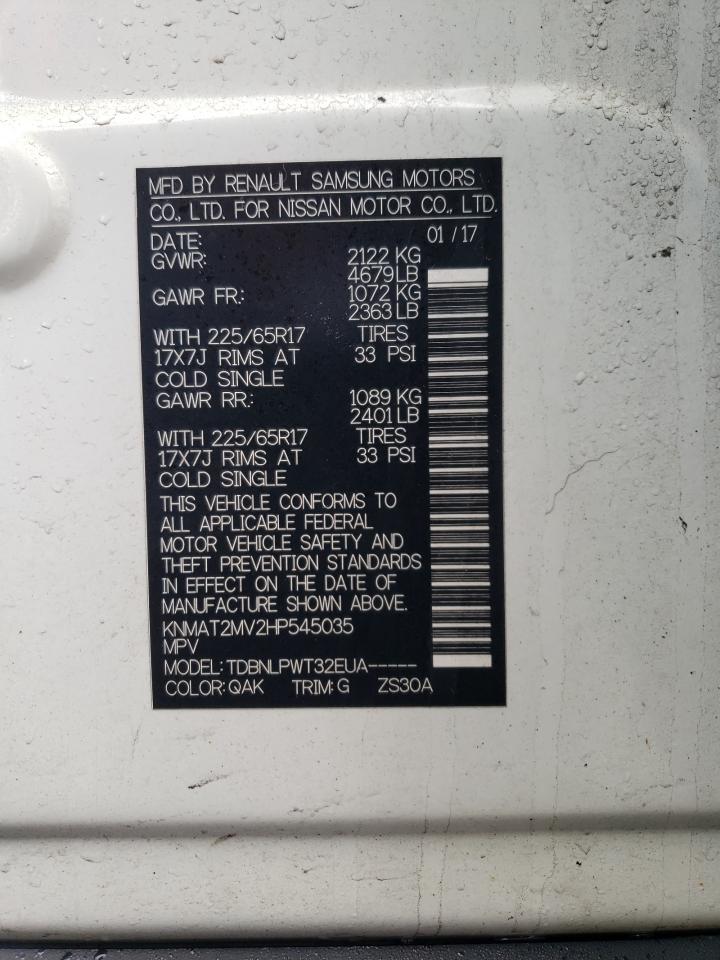 MFD BY RENAULT SAMSUNG MOTORS
CO., LTD. FOR NISSAN MOTOR CO., LTD.
DATE: 01 / 17
GVWR: 2122 KG
4679 LB
GAWR FR.: 1072 KG
2363 LB
WITH 225/65R17 TIRES
17X7J RIMS AT 33 PSI
COLD SINGLE
GAWR RR.: 1089 KG
2401 LB
WITH 225/65R17 TIRES
17X7J RIMS AT 33 PSI
COLD SINGLE
THIS VEHICLE CONFORMS TO
ALL APPLICABLE FEDERAL
MOTOR VEHICLE SAFETY AND
THEFT PREVENTION STANDARDS
IN EFFECT ON THE DATE OF
MANUFACTURE SHOWN ABOVE.
KNMAT2MV2HP545035
MPV
MODEL: TDBNLPWT32EUA-----
COLOR: QAK TRIM: G ZS30A